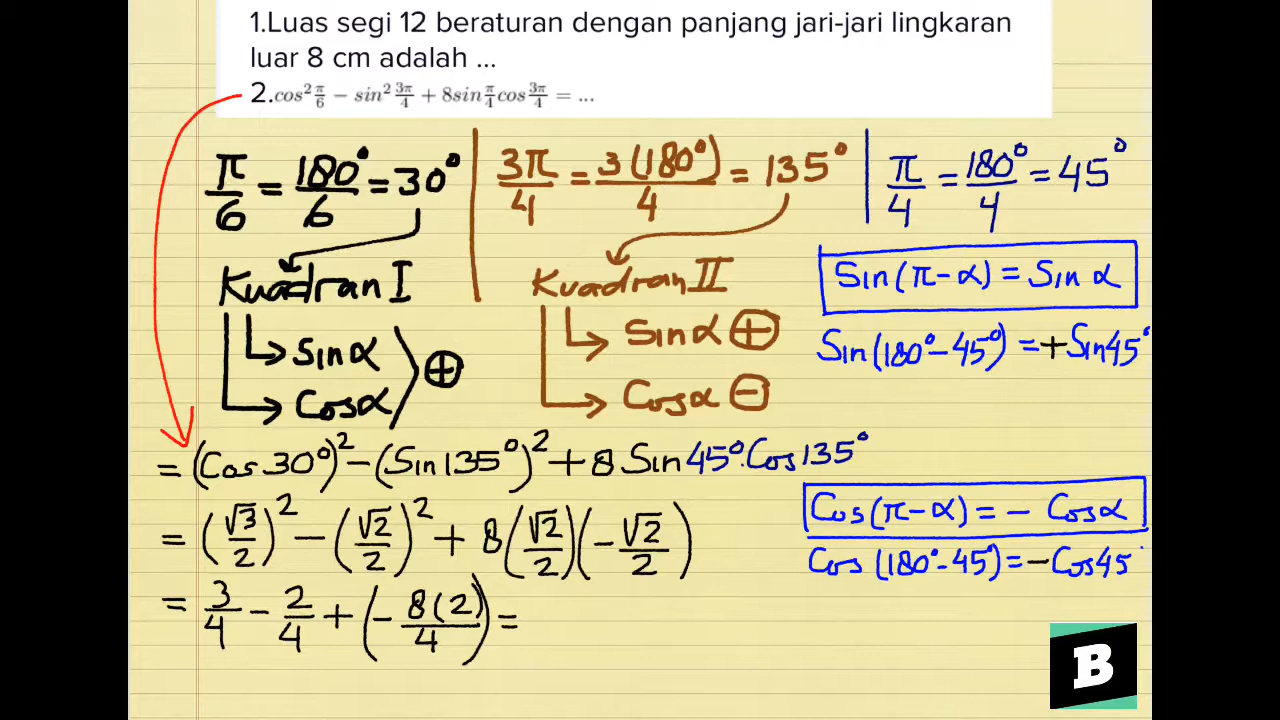 1.Luas segi 12 beraturan dengan panjang jari-jari lingkaran
luar 8 cm adalah ...
2.cos² π/6 − sin² 3π/4 + 8sin π/4 cos 3π/4 = ...
π/6 = 180°/6 = 30°
3π/4 = 3(180°)/4 = 135°
π/4 = 180°/4 = 45°
Kuadran I
Sin α
Cos α
⊕
Kuadran II
Sin α ⊕
Cos α ⊖
Sin(π-α) = Sin α
Sin(180°-45°) = +Sin45°
= (Cos 30°)² − (Sin 135°)² + 8 Sin 45°.Cos 135°
= (√3/2)² − (√2/2)² + 8(√2/2)(−√2/2)
= 3/4 − 2/4 + (− 8(2)/4) =
Cos(π-α) = − Cos α
Cos (180°-45°) = −Cos45°
B